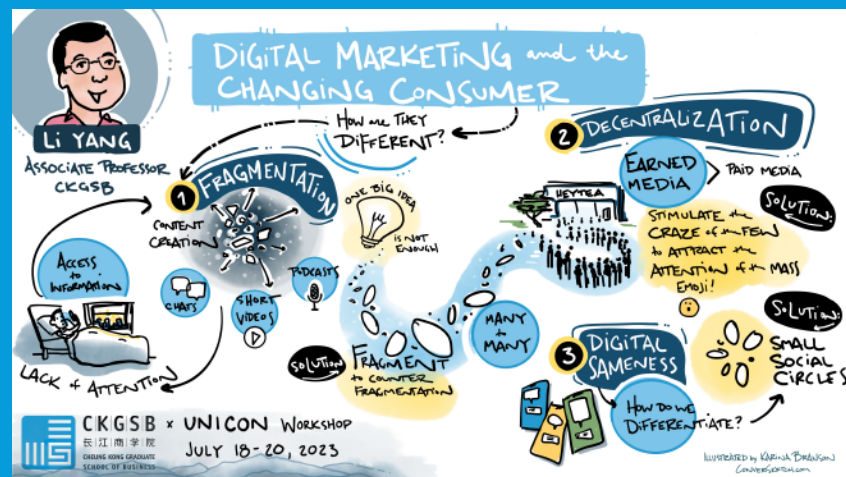 DIGITAL MARKETING and the
CHANGING CONSUMER
Li YANG
ASSOCIATE PROFESSOR
CKGSB
HOW are THEY
DIFFERENT?
1 FRAGMENTATION
CONTENT
CREATION
ACCESS
to
INFORMATION
CHATS
SHORT
VIDEOS
PODCASTS
LACK of ATTENTION
ONE BIG IDEA
is NOT
ENOUGH
SOLUTION:
FRAGMENT
to COUNTER
FRAGMENTATION
MANY
to
MANY
2 DECENTRALIZATION
HEYTEA
EARNED
MEDIA > PAID MEDIA
SOLUTION:
STIMULATE the
CRAZE of the FEW
to ATTRACT the
ATTENTION of the MASS
EMOJI!
3 DIGITAL
SAMENESS
HOW DO WE
DIFFERENTIATE?
SOLUTION:
SMALL
SOCIAL
CIRCLES
CKGSB x UNICON WORKSHOP
长江商学院
CHEUNG KONG GRADUATE
SCHOOL OF BUSINESS
JULY 18-20, 2023
ILLUSTRATED by KARINA BRANSON
CONVERSKETCH.COM